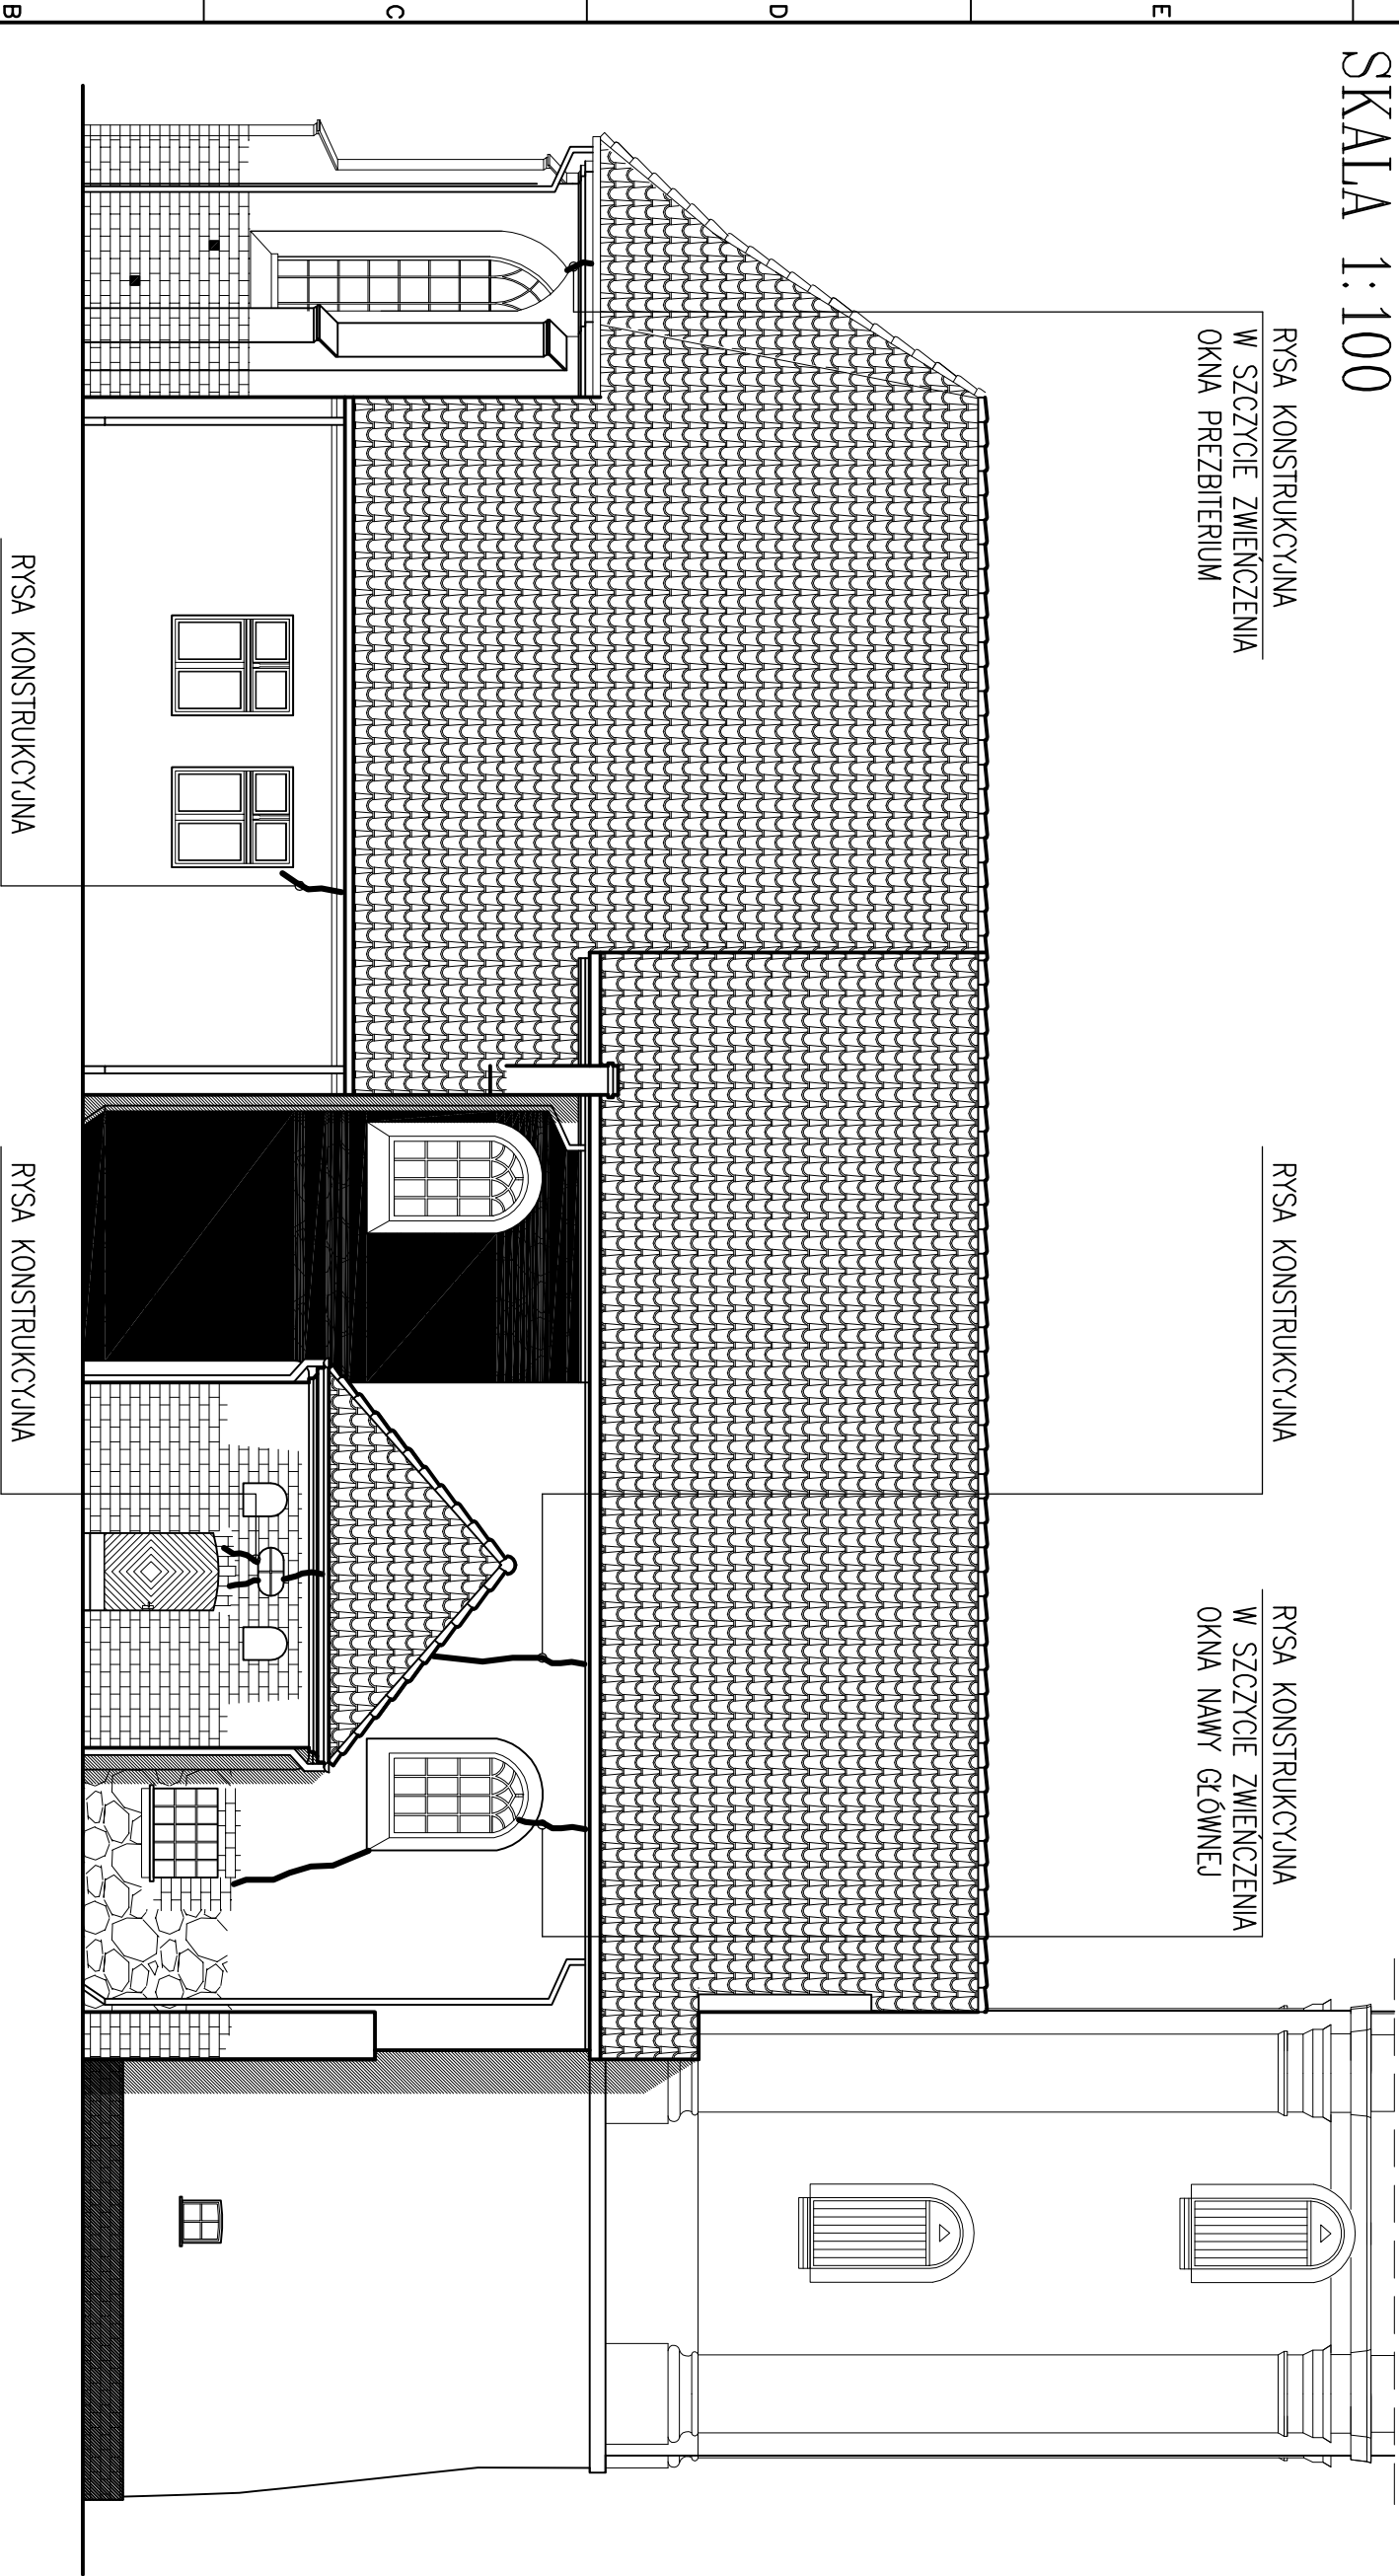 SKALA 1:100
RYSA KONSTRUKCYJNA
W SZCZYCIE ZWIEŃCZENIA
OKNA PREZBITERIUM
RYSA KONSTRUKCYJNA
RYSA KONSTRUKCYJNA
W SZCZYCIE ZWIEŃCZENIA
OKNA NAWY GŁÓWNEJ
RYSA KONSTRUKCYJNA
RYSA KONSTRUKCYJNA
E
D
C
B